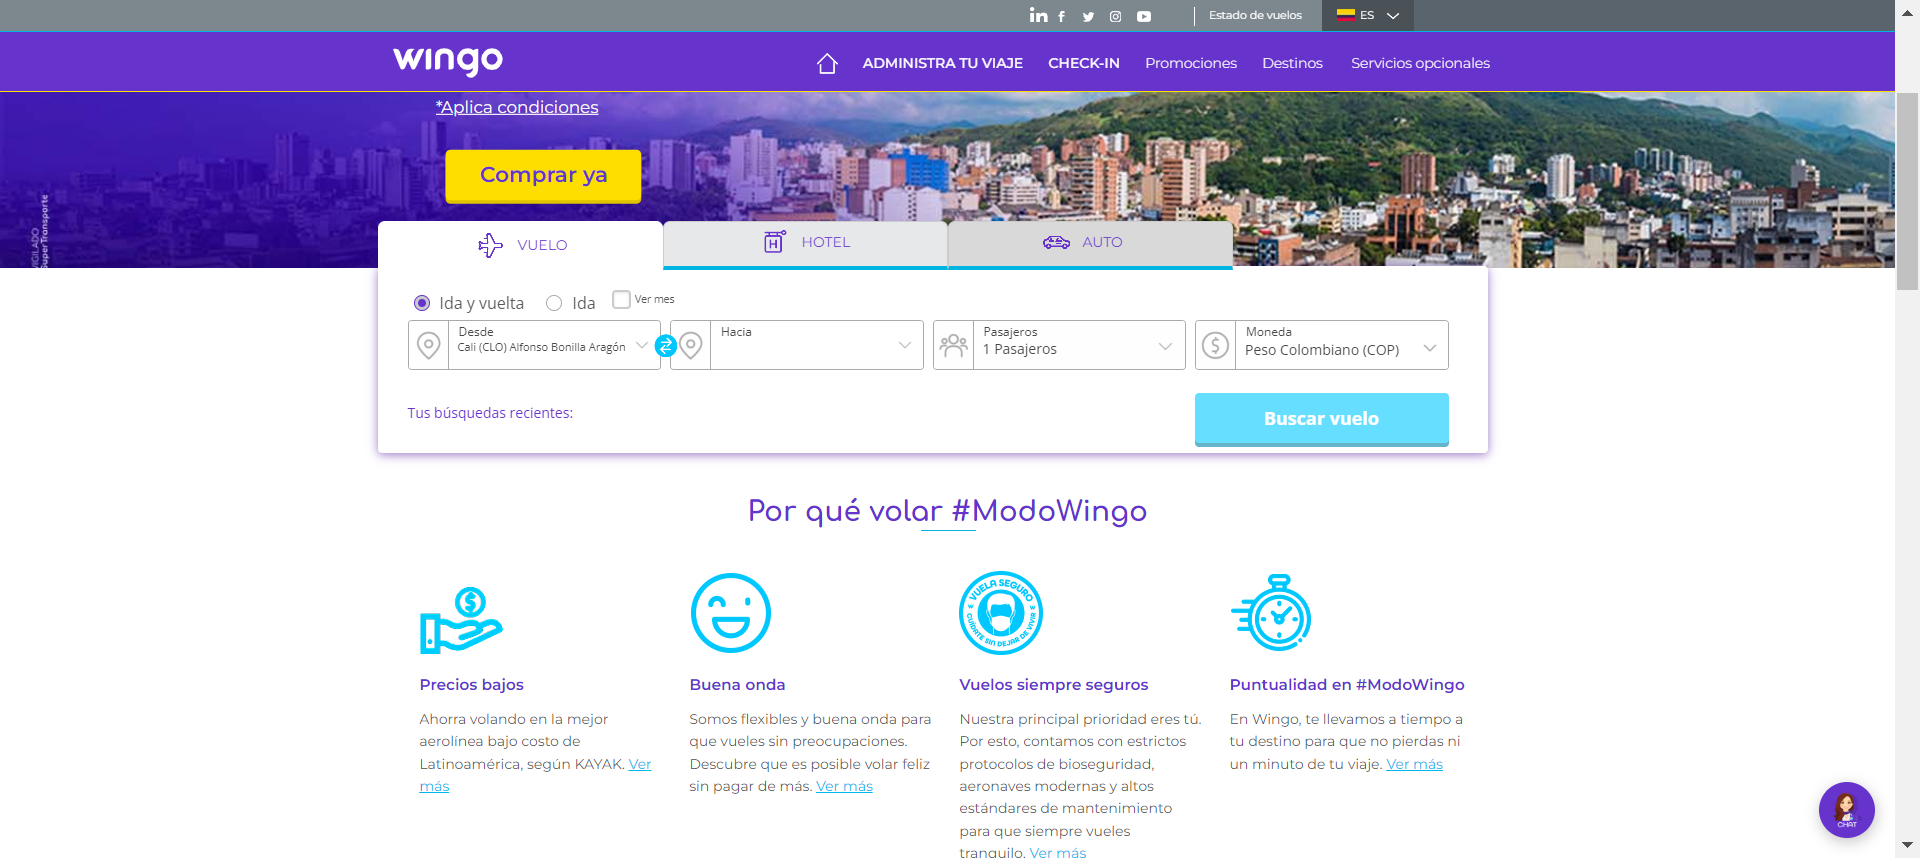 Estado de vuelos
ES
wingo
ADMINISTRA TU VIAJE
CHECK-IN
Promociones
Destinos
Servicios opcionales
*Aplica condiciones
Comprar ya
VIGILADO
SuperTransporte
VUELO
HOTEL
AUTO
Ida y vuelta
Ida
Ver mes
Desde
Cali (CLO) Alfonso Bonilla Aragón
Hacia
Pasajeros
1 Pasajeros
Moneda
Peso Colombiano (COP)
Tus búsquedas recientes:
Buscar vuelo
Por qué volar #ModoWingo
VUELA SEGURO
CUÍDATE SIN DEJAR DE VIVIR
Precios bajos
Ahorra volando en la mejor
aerolínea bajo costo de
Latinoamérica, según KAYAK. Ver
más
Buena onda
Somos flexibles y buena onda para
que vueles sin preocupaciones.
Descubre que es posible volar feliz
sin pagar de más. Ver más
Vuelos siempre seguros
Nuestra principal prioridad eres tú.
Por esto, contamos con estrictos
protocolos de bioseguridad,
aeronaves modernas y altos
estándares de mantenimiento
para que siempre vueles
tranquilo. Ver más
Puntualidad en #ModoWingo
En Wingo, te llevamos a tiempo a
tu destino para que no pierdas ni
un minuto de tu viaje. Ver más
CHAT